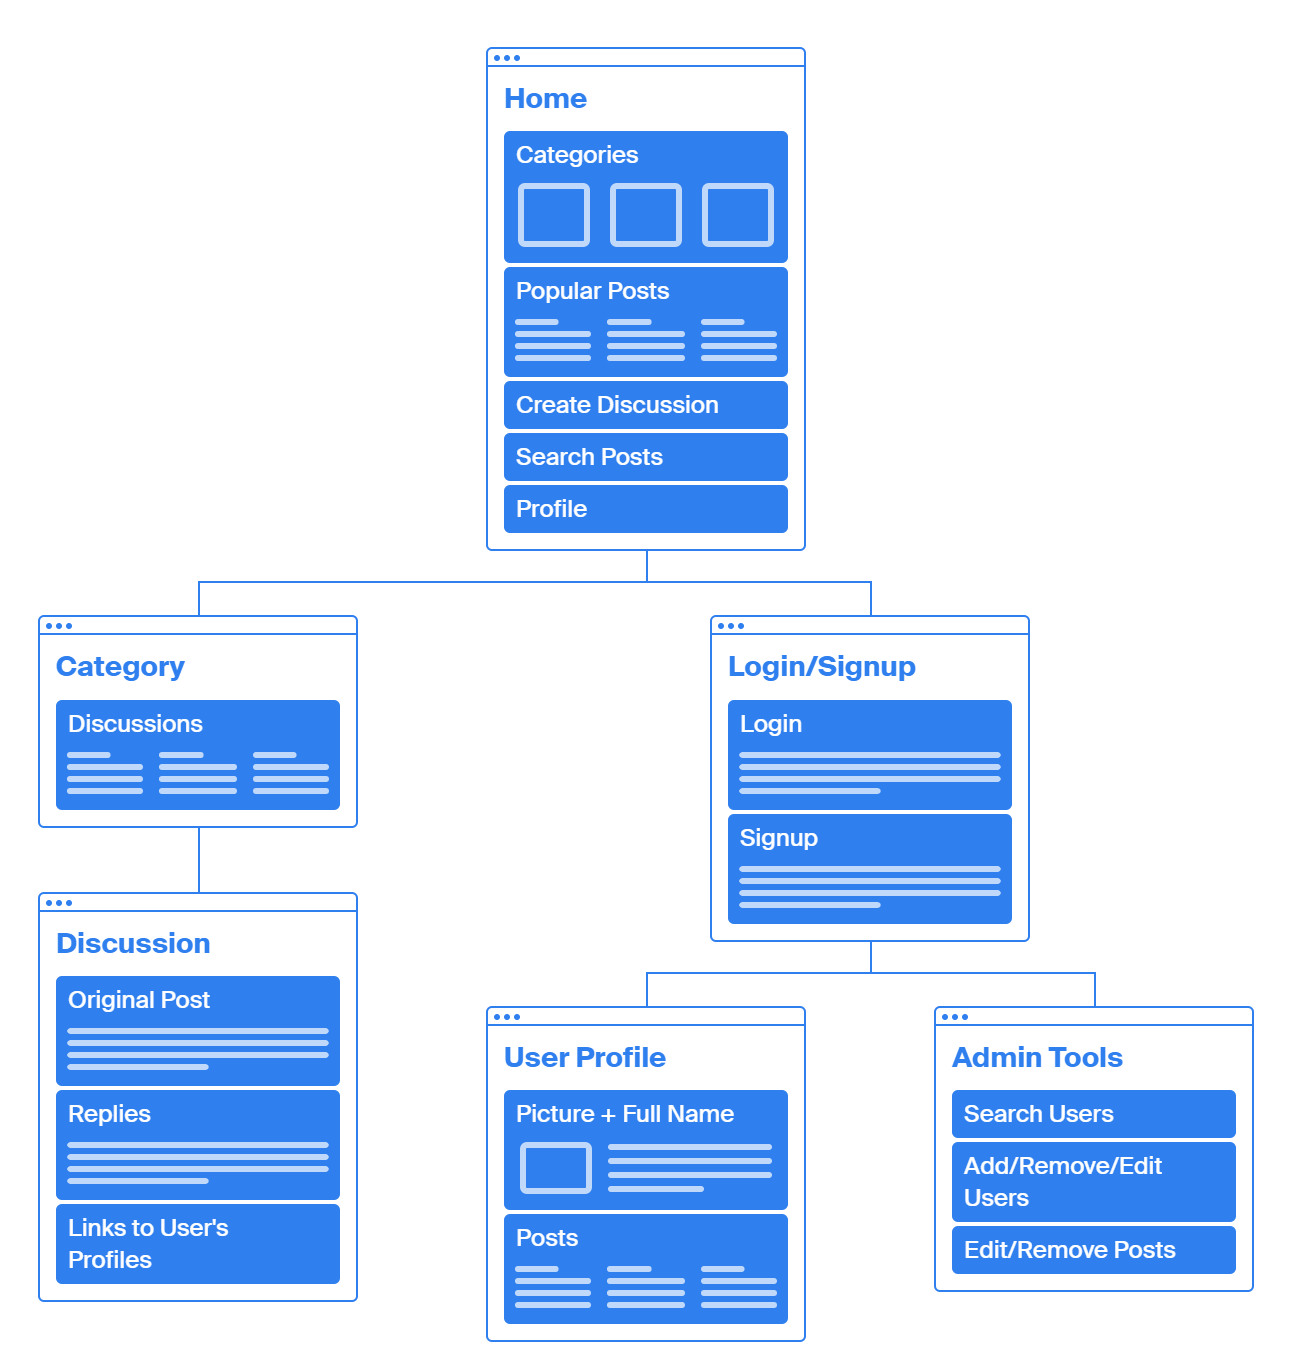 Home
Categories
Popular Posts
Create Discussion
Search Posts
Profile
Category
Discussions
Login/Signup
Login
Signup
Discussion
Original Post
Replies
Links to User's
Profiles
User Profile
Picture + Full Name
Posts
Admin Tools
Search Users
Add/Remove/Edit
Users
Edit/Remove Posts